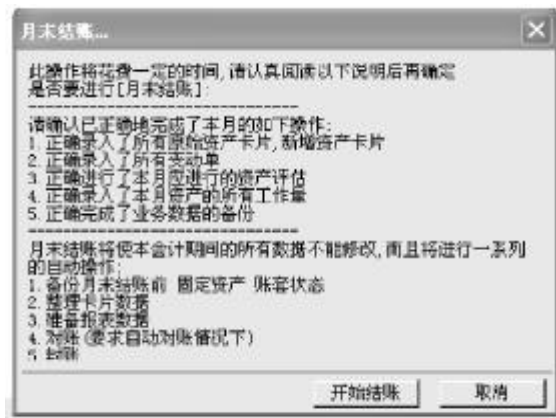 月末结账...
此操作将花费一定的时间,请认真阅读以下说明后再确定
是否要进行[月末结账]:
------------------------------
请确认已正确地完成了本月的如下操作:
1. 正确录入了所有原始资产卡片,新增资产卡片
2. 正确录入了所有变动单
3. 正确进行了本月应进行的资产评估
4. 正确录入了本月资产的所有工作量
5. 正确完成了业务数据的备份
------------------------------
月末结账将使本会计期间的所有数据不能修改,而且将进行一系列
的自动操作:
1. 备份月末结账前 固定资产 账套状态
2. 整理卡片数据
3. 准备报表数据
4. 对账(要求自动对账情况下)
5. 封账
开始结账
取消